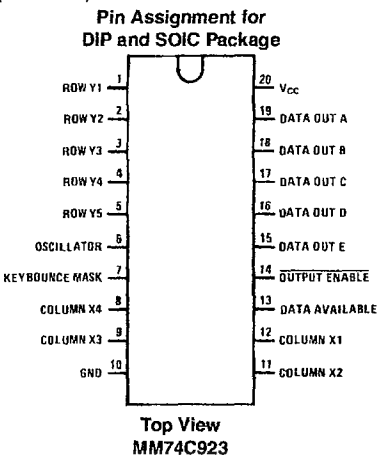 Pin Assignment for
DIP and SOIC Package
ROW Y1 1
20 VCC
ROW Y2 2
19 DATA OUT A
ROW Y3 3
18 DATA OUT B
ROW Y4 4
17 DATA OUT C
ROW Y5 5
16 DATA OUT D
OSCILLATOR 6
15 DATA OUT E
KEYBOUNCE MASK 7
14 OUTPUT ENABLE
COLUMN X4 8
13 DATA AVAILABLE
COLUMN X3 9
12 COLUMN X1
GND 10
11 COLUMN X2
Top View
MM74C923